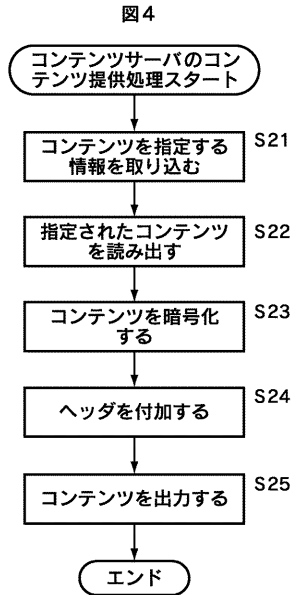 図4
コンテンツサーバのコン
テンツ提供処理スタート
S21
コンテンツを指定する
情報を取り込む
S22
指定されたコンテンツ
を読み出す
S23
コンテンツを暗号化
する
S24
ヘッダを付加する
S25
コンテンツを出力する
エンド